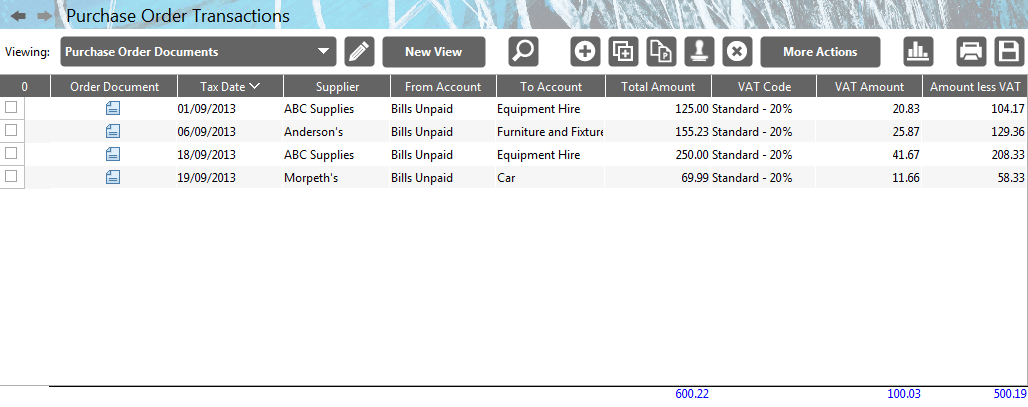 Purchase Order Transactions
Viewing: Purchase Order Documents New View More Actions
0 Order Document Tax Date Supplier From Account To Account Total Amount VAT Code VAT Amount Amount less VAT
01/09/2013 ABC Supplies Bills Unpaid Equipment Hire 125.00 Standard - 20% 20.83 104.17
06/09/2013 Anderson's Bills Unpaid Furniture and Fixture 155.23 Standard - 20% 25.87 129.36
18/09/2013 ABC Supplies Bills Unpaid Equipment Hire 250.00 Standard - 20% 41.67 208.33
19/09/2013 Morpeth's Bills Unpaid Car 69.99 Standard - 20% 11.66 58.33
600.22 100.03 500.19